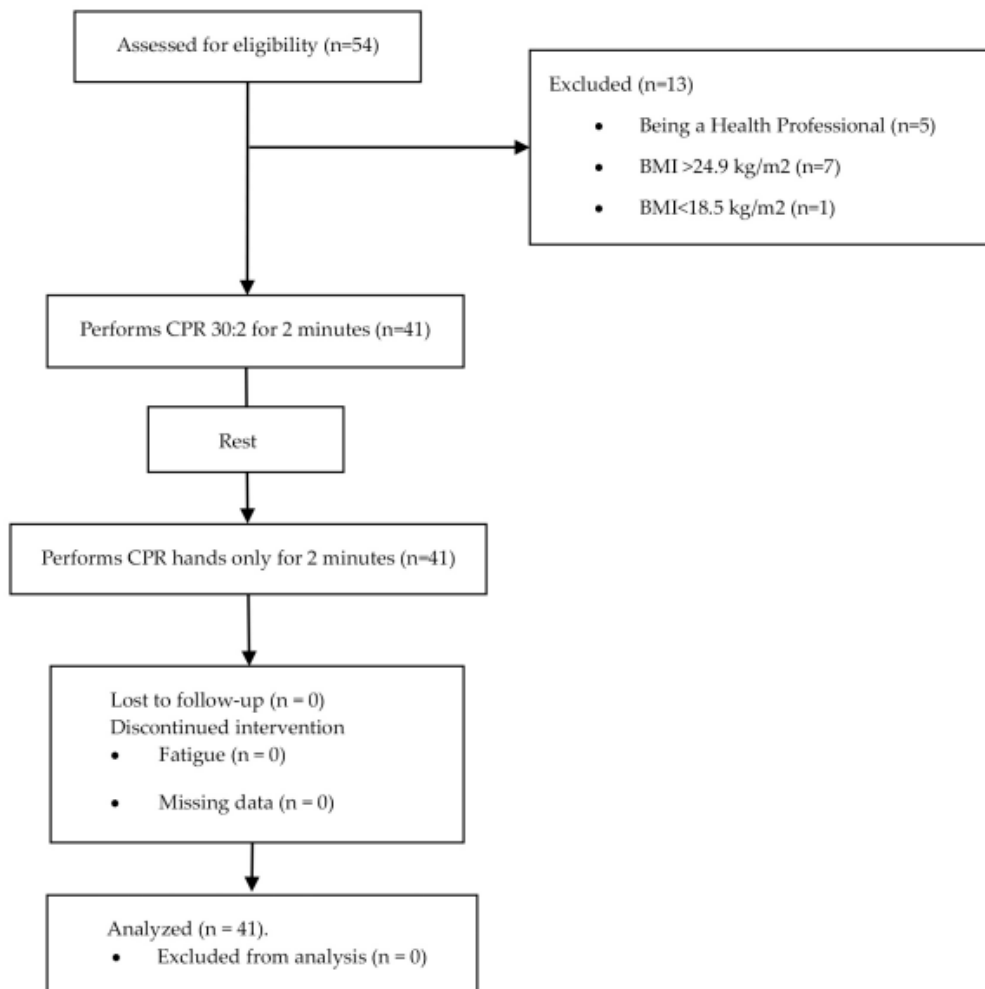 Assessed for eligibility (n=54)
Excluded (n=13)
• Being a Health Professional (n=5)
• BMI >24.9 kg/m2 (n=7)
• BMI<18.5 kg/m2 (n=1)
Performs CPR 30:2 for 2 minutes (n=41)
Rest
Performs CPR hands only for 2 minutes (n=41)
Lost to follow-up (n = 0)
Discontinued intervention
• Fatigue (n = 0)
• Missing data (n = 0)
Analyzed (n = 41).
• Excluded from analysis (n = 0)